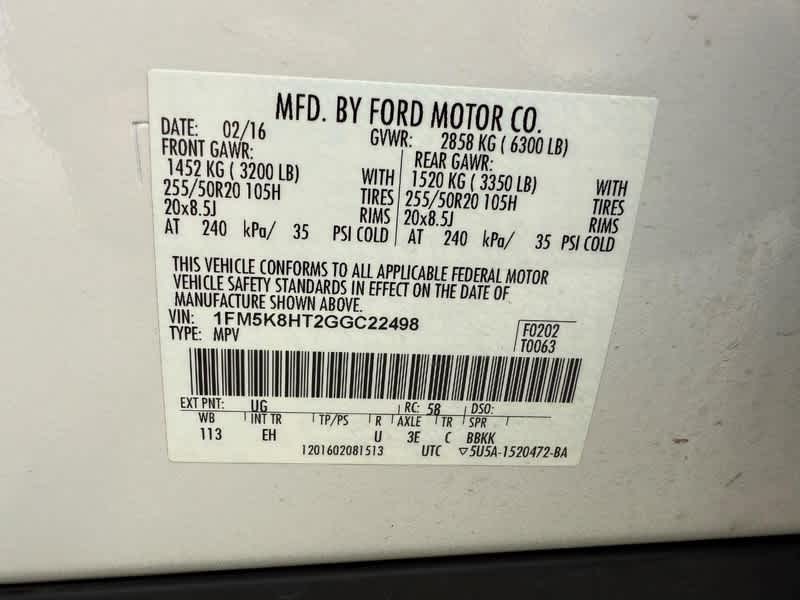 MFD. BY FORD MOTOR CO.
DATE: 02/16 GVWR: 2858 KG ( 6300 LB)
FRONT GAWR: REAR GAWR:
1452 KG ( 3200 LB) WITH 1520 KG ( 3350 LB) WITH
255/50R20 105H TIRES 255/50R20 105H TIRES
20x8.5J RIMS 20x8.5J RIMS
AT 240 kPa/ 35 PSI COLD AT 240 kPa/ 35 PSI COLD
THIS VEHICLE CONFORMS TO ALL APPLICABLE FEDERAL MOTOR
VEHICLE SAFETY STANDARDS IN EFFECT ON THE DATE OF
MANUFACTURE SHOWN ABOVE.
VIN: 1FM5K8HT2GGC22498
TYPE: MPV
F0202
T0063
EXT PNT: UG RC: 58 DSO:
WB INT TR TP/PS R AXLE TR SPR
113 EH U 3E C BBKK
1201602081513 UTC ▽5U5A-1520472-BA